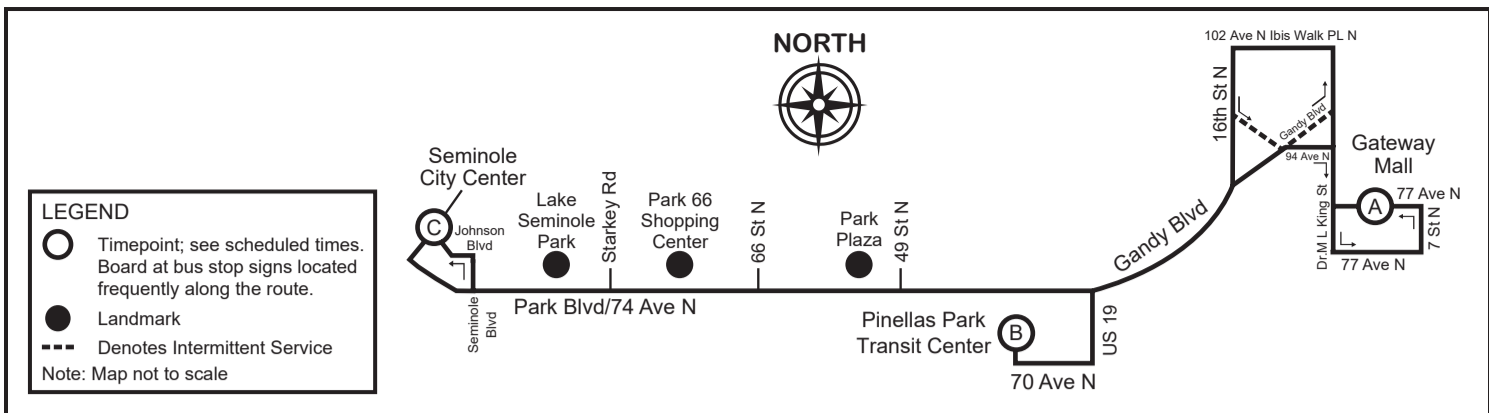 NORTH
LEGEND
Timepoint; see scheduled times.
Board at bus stop signs located
frequently along the route.
Landmark
Denotes Intermittent Service
Note: Map not to scale
Seminole
City Center
C
Johnson
Blvd
Seminole
Blvd
Lake
Seminole
Park
Starkey Rd
Park 66
Shopping
Center
66 St N
Park
Plaza
49 St N
Park Blvd/74 Ave N
Pinellas Park
Transit Center
B
70 Ave N
US 19
Gandy Blvd
102 Ave N Ibis Walk PL N
16th St N
Gandy Blvd
94 Ave N
Gateway
Mall
Dr.M L King St
A
77 Ave N
7 St N
77 Ave N